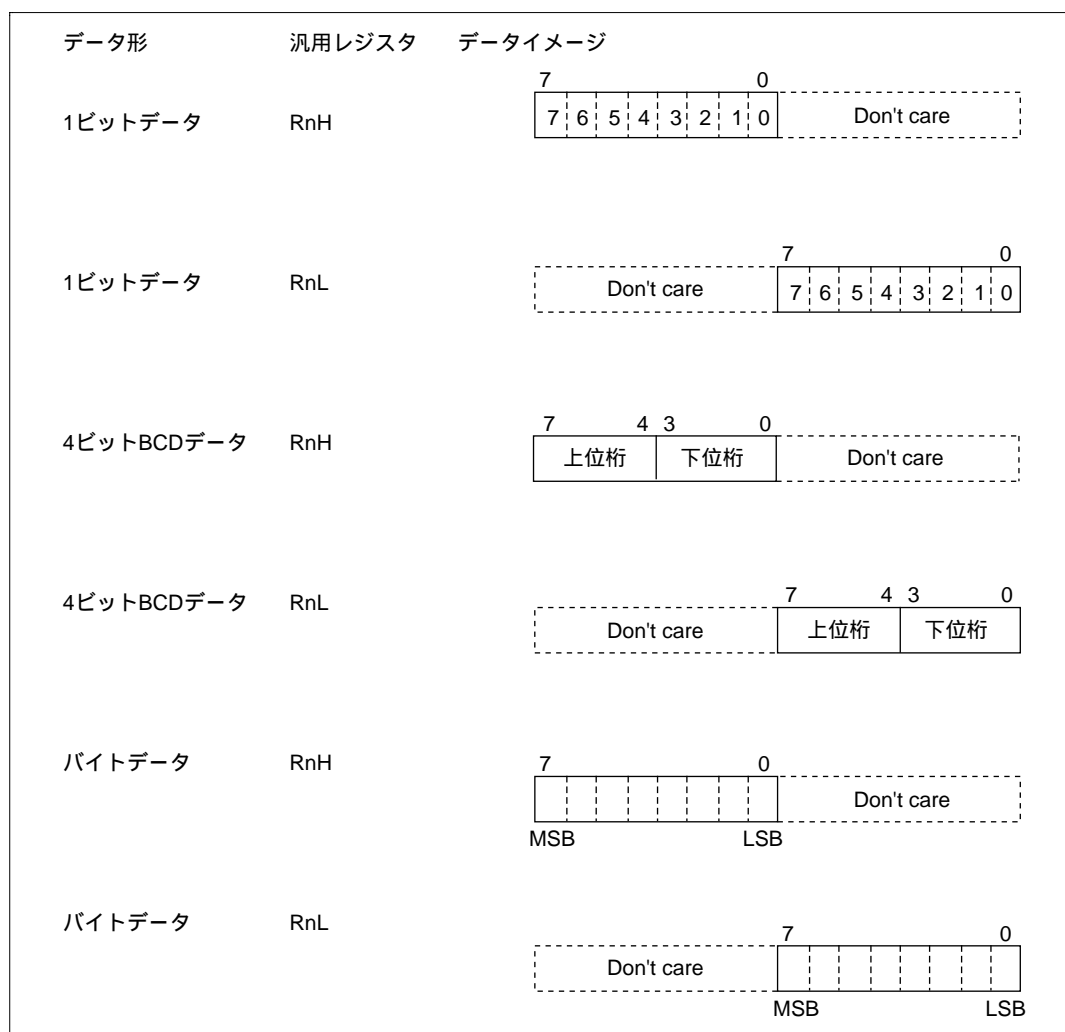 データ形 汎用レジスタ データイメージ
7 0
1ビットデータ RnH 7 6 5 4 3 2 1 0 Don't care
7 0
1ビットデータ RnL Don't care 7 6 5 4 3 2 1 0
7 4 3 0
4ビットBCDデータ RnH 上位桁 下位桁 Don't care
7 4 3 0
4ビットBCDデータ RnL Don't care 上位桁 下位桁
バイトデータ RnH 7 0
Don't care
MSB LSB
バイトデータ RnL 7 0
Don't care
MSB LSB